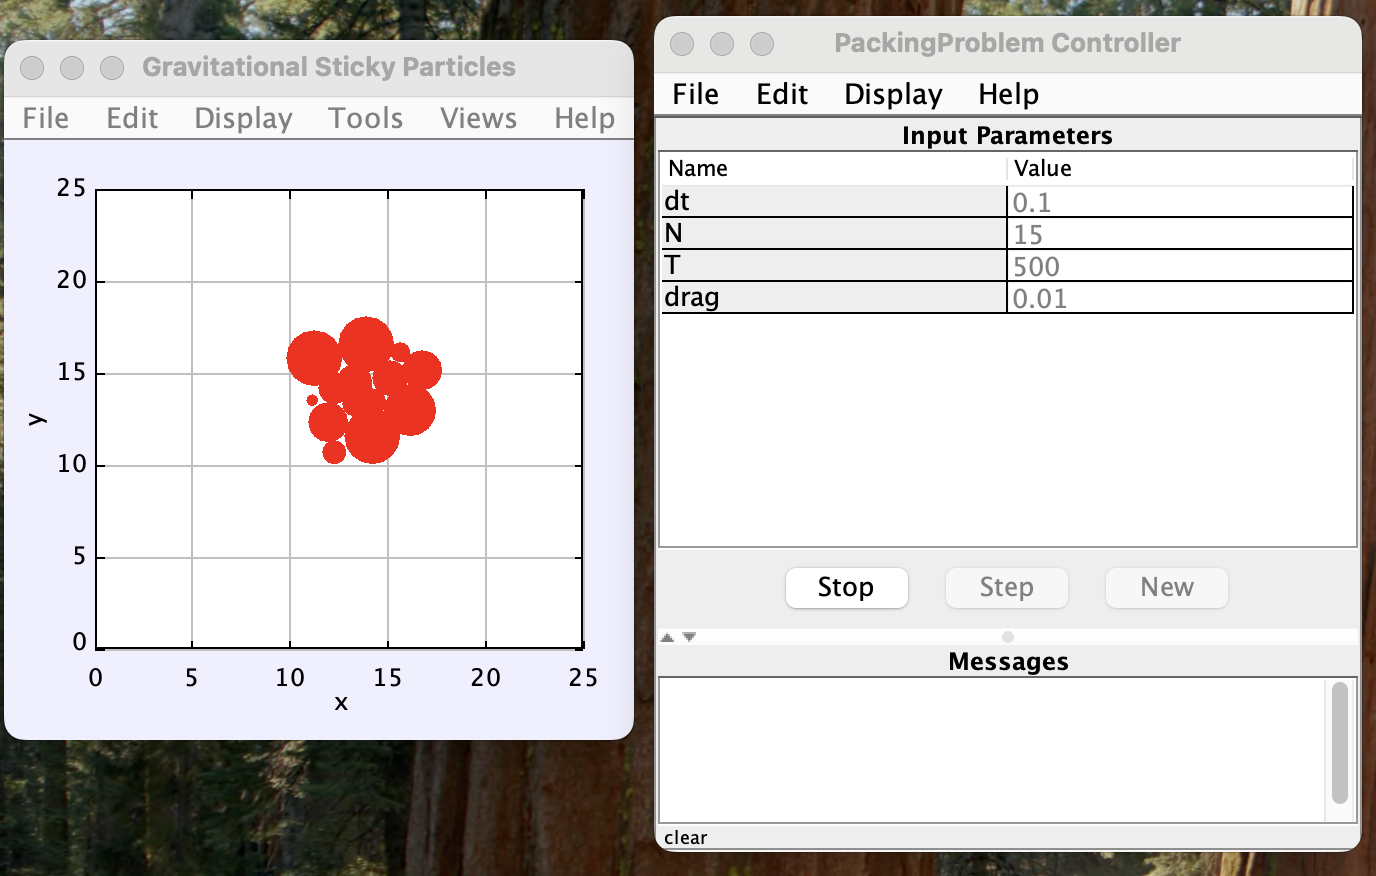 Gravitational Sticky Particles
File Edit Display Tools Views Help
25
20
15
10
5
0
y
0 5 10 15 20 25
x
PackingProblem Controller
File Edit Display Help
Input Parameters
Name Value
dt 0.1
N 15
T 500
drag 0.01
Stop Step New
Messages
clear